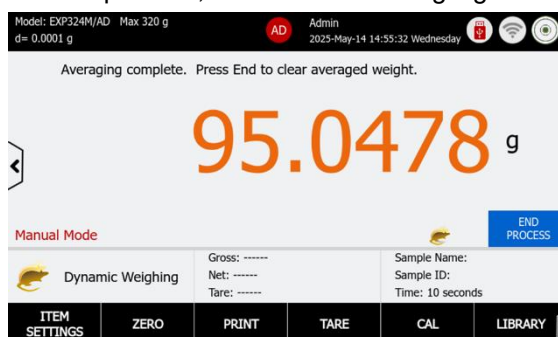 Model: EXP324M/AD Max 320 g
d= 0.0001 g
AD
Admin
2025-May-14 14:55:32 Wednesday
Averaging complete. Press End to clear averaged weight.
95.0478 g
Manual Mode
END
PROCESS
Dynamic Weighing
Gross: ------
Net: ------
Tare: ------
Sample Name:
Sample ID:
Time: 10 seconds
ITEM
SETTINGS
ZERO
PRINT
TARE
CAL
LIBRARY